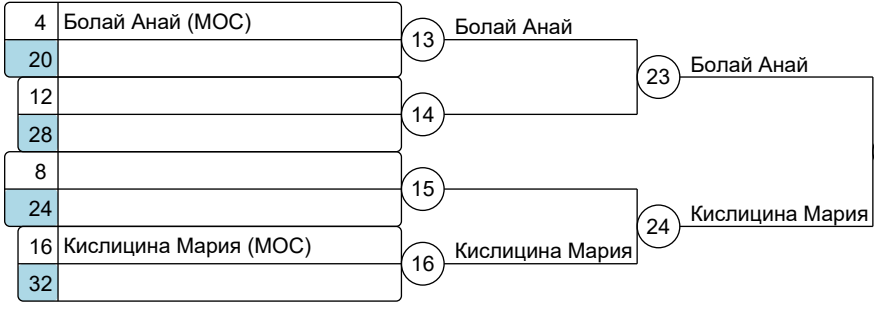 4 Болай Анай (МОС)
20
13 Болай Анай
12
28
14
23 Болай Анай
8
24
15
16 Кислицина Мария (МОС)
32
16 Кислицина Мария
24 Кислицина Мария